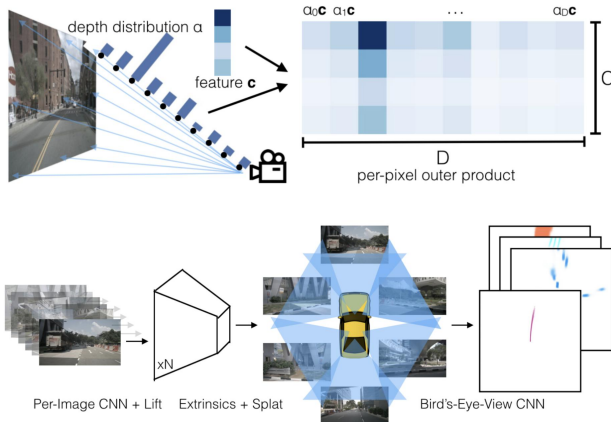 depth distribution α
feature c
α₀c α₁c ... α_Dc
C
D
per-pixel outer product
xN
Per-Image CNN + Lift Extrinsics + Splat Bird's-Eye-View CNN